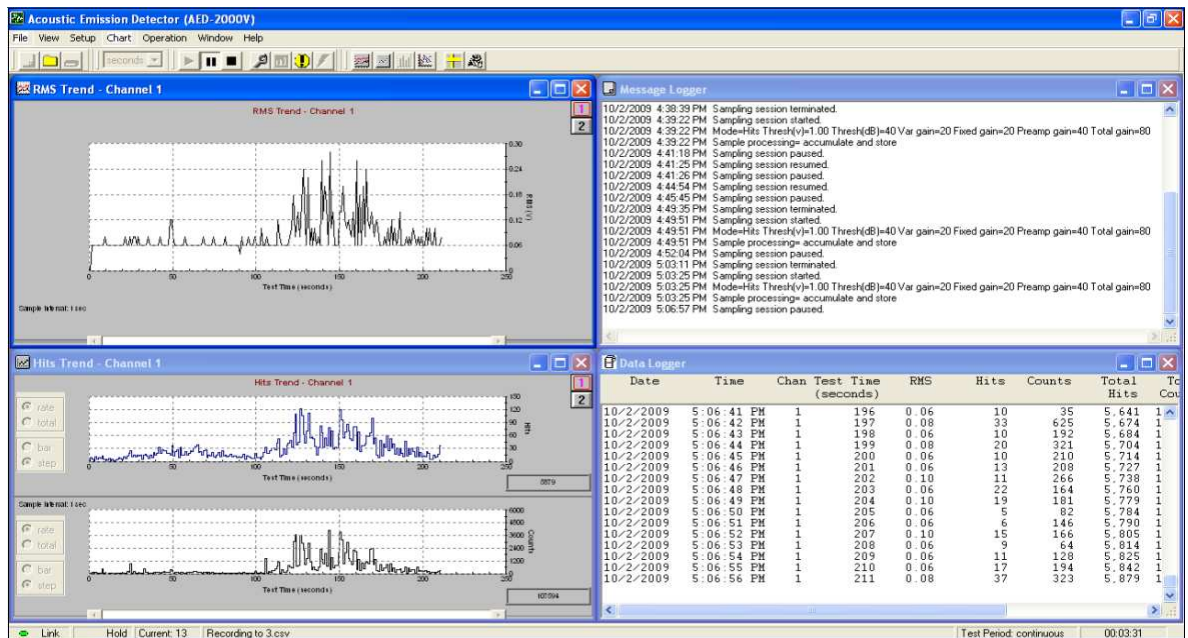 Acoustic Emission Detector (AED-2000V)
File View Setup Chart Operation Window Help
seconds
RMS Trend - Channel 1
RMS Trend - Channel 1
1
2
0.30
0.24
0.18
0.12
0.06
0
RMS (V)
0 50 100 150 200 250
Test Time (seconds)
Sample Interval: 1 sec
Message Logger
10/2/2009 4:38:39 PM Sampling session terminated.
10/2/2009 4:39:22 PM Sampling session started.
10/2/2009 4:39:22 PM Mode=Hits Thresh(v)=1.00 Thresh(dB)=40 Var gain=20 Fixed gain=20 Preamp gain=40 Total gain=80
10/2/2009 4:39:22 PM Sample processing= accumulate and store
10/2/2009 4:41:18 PM Sampling session paused.
10/2/2009 4:41:25 PM Sampling session resumed.
10/2/2009 4:41:26 PM Sampling session paused.
10/2/2009 4:44:54 PM Sampling session resumed.
10/2/2009 4:45:45 PM Sampling session paused.
10/2/2009 4:49:35 PM Sampling session terminated.
10/2/2009 4:49:51 PM Sampling session started.
10/2/2009 4:49:51 PM Mode=Hits Thresh(v)=1.00 Thresh(dB)=40 Var gain=20 Fixed gain=20 Preamp gain=40 Total gain=80
10/2/2009 4:49:51 PM Sample processing= accumulate and store
10/2/2009 4:52:04 PM Sampling session paused.
10/2/2009 5:03:11 PM Sampling session terminated.
10/2/2009 5:03:25 PM Sampling session started.
10/2/2009 5:03:25 PM Mode=Hits Thresh(v)=1.00 Thresh(dB)=40 Var gain=20 Fixed gain=20 Preamp gain=40 Total gain=80
10/2/2009 5:03:25 PM Sample processing= accumulate and store
10/2/2009 5:06:57 PM Sampling session paused.
Hits Trend - Channel 1
Hits Trend - Channel 1
1
2
rate
total
bar
step
150
120
90
60
30
0
Hits
0 50 100 150 200 250
Test Time (seconds)
5879
Sample Interval: 1 sec
rate
total
bar
step
6000
4800
3600
2400
1200
0
Counts
0 50 100 150 200 250
Test Time (seconds)
107594
Data Logger
Date Time Chan Test Time RMS Hits Counts Total To
(seconds) Hits Cou
10/2/2009 5:06:41 PM 1 196 0.06 10 35 5,641 1
10/2/2009 5:06:42 PM 1 197 0.08 33 625 5,674 1
10/2/2009 5:06:43 PM 1 198 0.06 10 192 5,684 1
10/2/2009 5:06:44 PM 1 199 0.08 20 321 5,704 1
10/2/2009 5:06:45 PM 1 200 0.06 10 210 5,714 1
10/2/2009 5:06:46 PM 1 201 0.06 13 208 5,727 1
10/2/2009 5:06:47 PM 1 202 0.10 11 266 5,738 1
10/2/2009 5:06:48 PM 1 203 0.06 22 164 5,760 1
10/2/2009 5:06:49 PM 1 204 0.10 19 181 5,779 1
10/2/2009 5:06:50 PM 1 205 0.06 5 82 5,784 1
10/2/2009 5:06:51 PM 1 206 0.06 6 146 5,790 1
10/2/2009 5:06:52 PM 1 207 0.10 15 166 5,805 1
10/2/2009 5:06:53 PM 1 208 0.06 9 64 5,814 1
10/2/2009 5:06:54 PM 1 209 0.06 11 128 5,825 1
10/2/2009 5:06:55 PM 1 210 0.06 17 194 5,842 1
10/2/2009 5:06:56 PM 1 211 0.08 37 323 5,879 1
Link Hold Current: 13 Recording to 3.csv Test Period: continuous 00:03:31